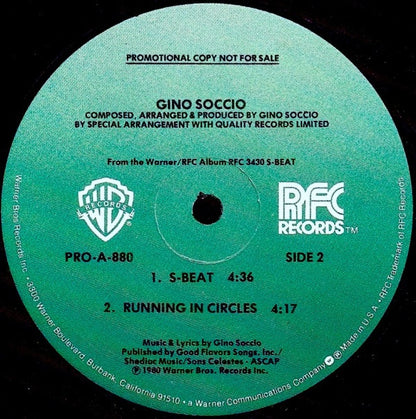 PROMOTIONAL COPY NOT FOR SALE
GINO SOCCIO
COMPOSED, ARRANGED & PRODUCED BY GINO SOCCIO
BY SPECIAL ARRANGEMENT WITH QUALITY RECORDS LIMITED
From the Warner/RFC Album RFC 3430 S-BEAT
WB
RECORDS
RFC
RECORDS™
PRO-A-880
SIDE 2
1. S-BEAT 4:36
2. RUNNING IN CIRCLES 4:17
Music & Lyrics by Gino Soccio
Published by Good Flavors Songs, Inc./
Shediac Music/Sons Celestes - ASCAP
℗ 1980 Warner Bros. Records Inc.
Warner Bros. Records Inc. • 3300 Warner Boulevard, Burbank, California 91510 • a Warner Communications Company • Made in U.S.A. • RFC Trademark of RFC Records.